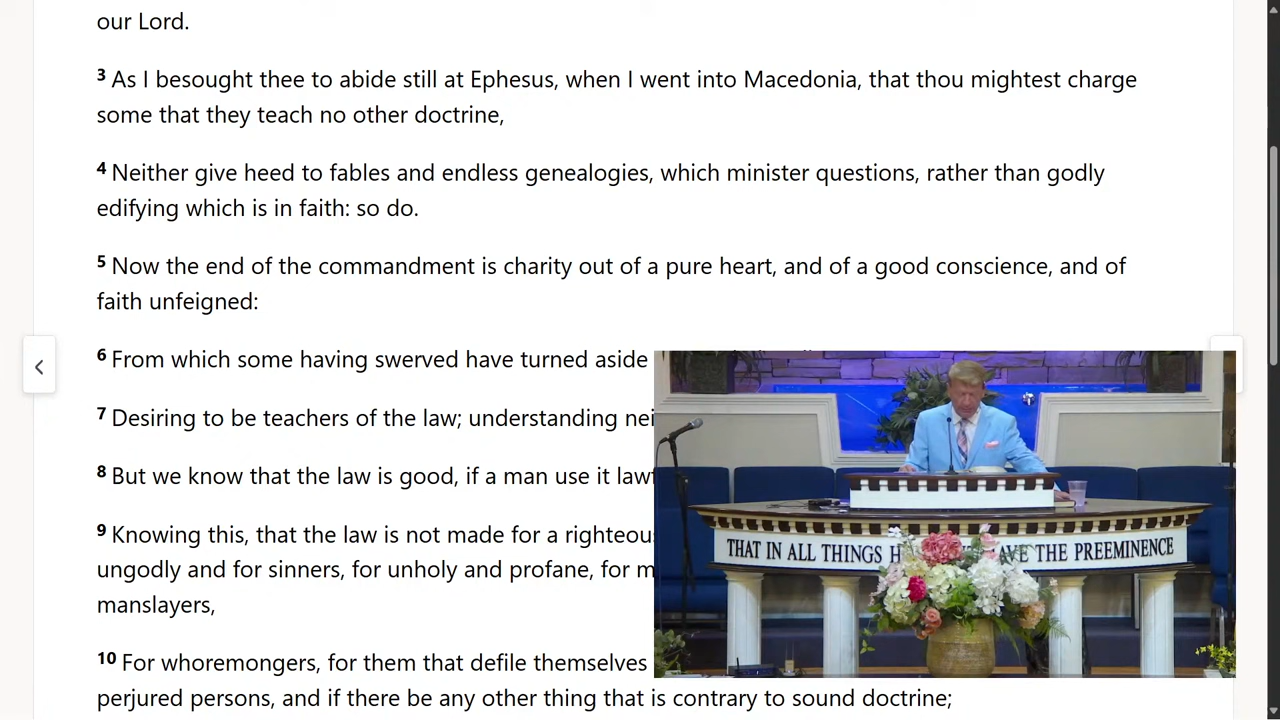 our Lord.
3 As I besought thee to abide still at Ephesus, when I went into Macedonia, that thou mightest charge
some that they teach no other doctrine,
4 Neither give heed to fables and endless genealogies, which minister questions, rather than godly
edifying which is in faith: so do.
5 Now the end of the commandment is charity out of a pure heart, and of a good conscience, and of
faith unfeigned:
6 From which some having swerved have turned aside
7 Desiring to be teachers of the law; understanding nei
8 But we know that the law is good, if a man use it law
9 Knowing this, that the law is not made for a righteou
ungodly and for sinners, for unholy and profane, for m
manslayers,
10 For whoremongers, for them that defile themselves
perjured persons, and if there be any other thing that is contrary to sound doctrine;
THAT IN ALL THINGS H AVE THE PREEMINENCE